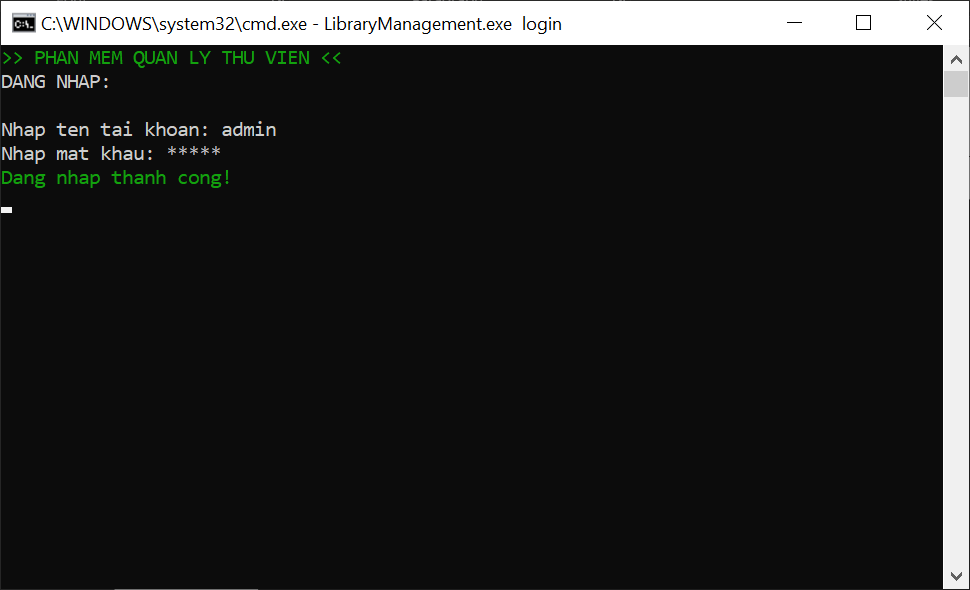 C:\WINDOWS\system32\cmd.exe - LibraryManagement.exe  login
>> PHAN MEM QUAN LY THU VIEN <<
DANG NHAP:
Nhap ten tai khoan: admin
Nhap mat khau: *****
Dang nhap thanh cong!